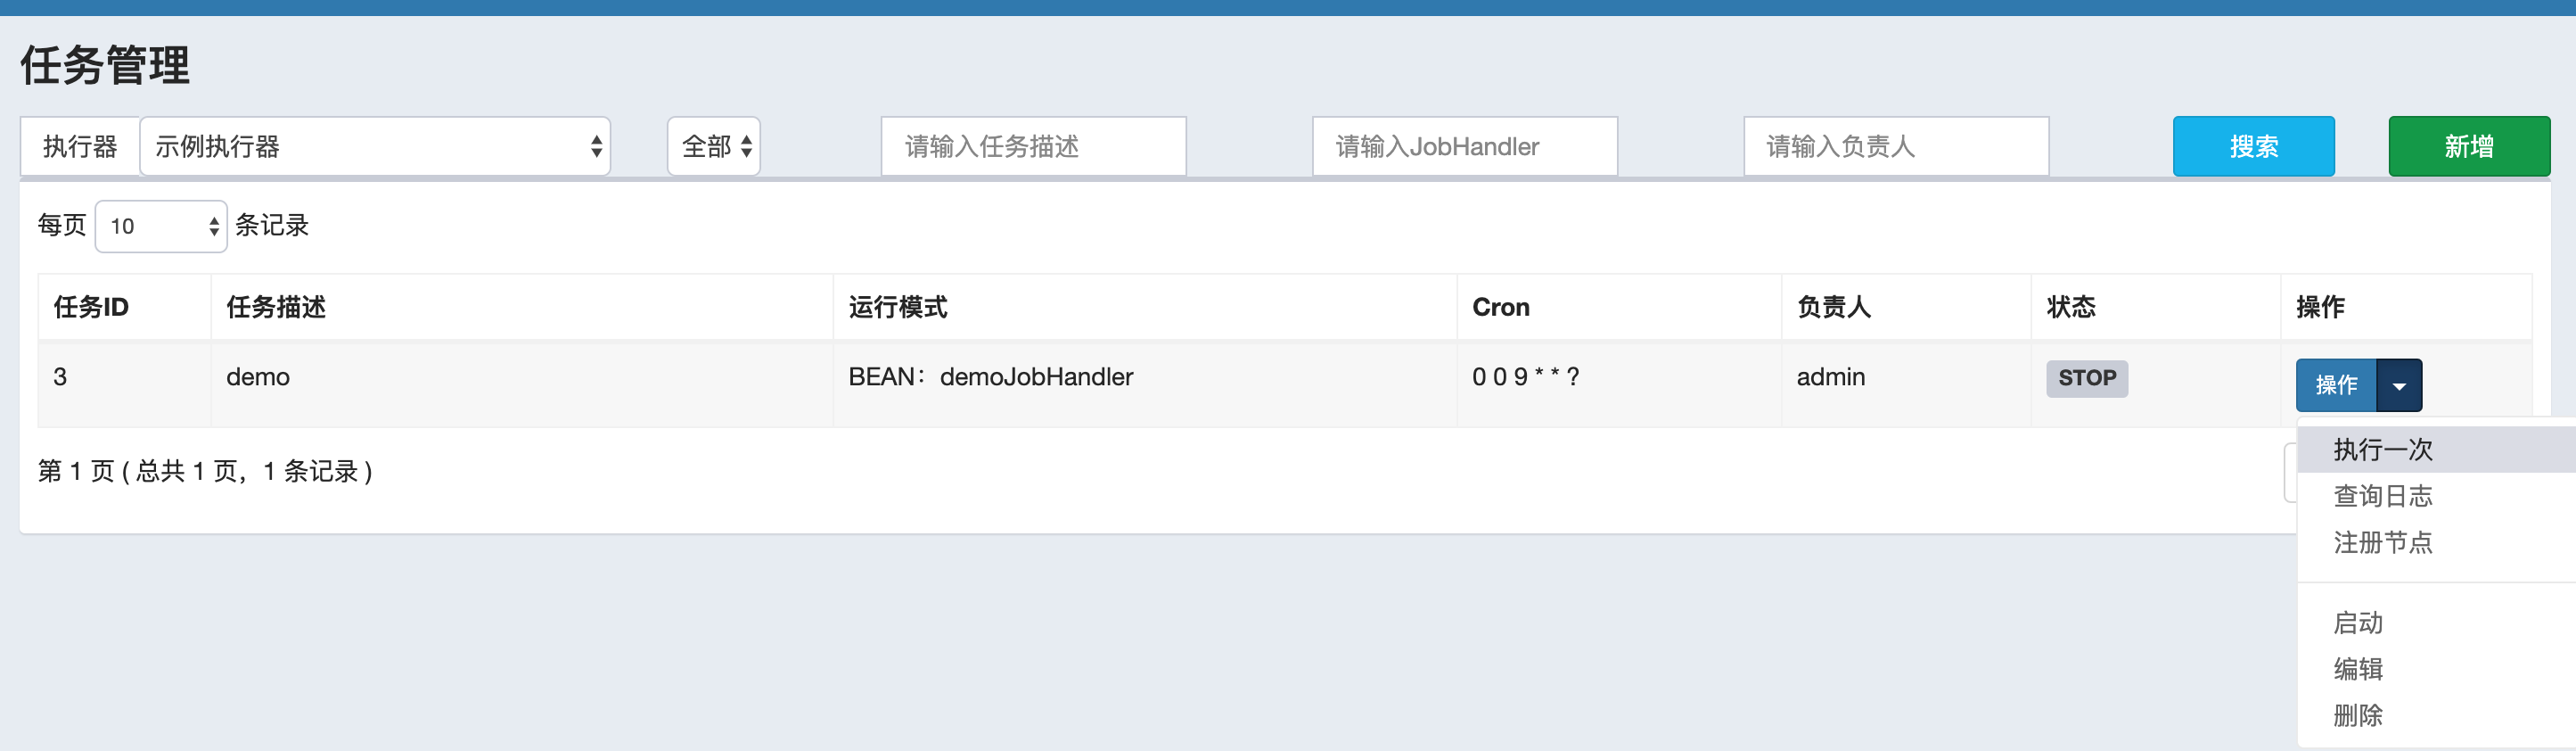 任务管理
执行器 示例执行器 全部 请输入任务描述 请输入JobHandler 请输入负责人 搜索 新增
每页 10 条记录
任务ID 任务描述 运行模式 Cron 负责人 状态 操作
3 demo BEAN：demoJobHandler 0 0 9 * * ? admin STOP 操作
第 1 页 ( 总共 1 页，1 条记录 )
执行一次
查询日志
注册节点
启动
编辑
删除